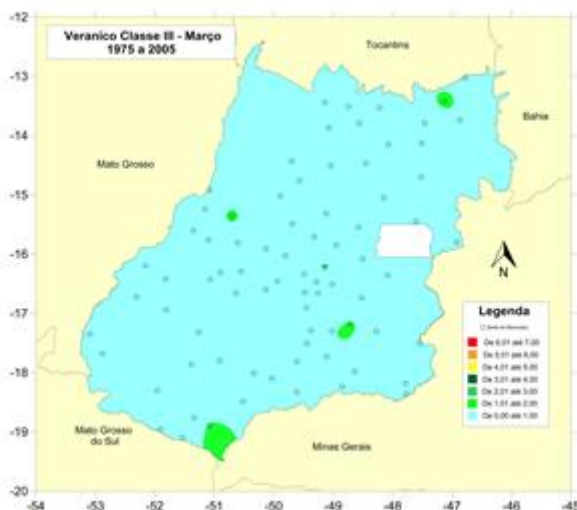 Veranico Classe III - Março
1975 a 2005
Tocantins
Bahia
Mato Grosso
N
Legenda
De 6,01 até 7,00
De 5,01 até 6,00
De 4,01 até 5,00
De 3,01 até 4,00
De 2,01 até 3,00
De 1,01 até 2,00
De 0,00 até 1,00
Mato Grosso
do Sul
Minas Gerais
-12
-13
-14
-15
-16
-17
-18
-19
-20
-54
-53
-52
-51
-50
-49
-48
-47
-46
-45